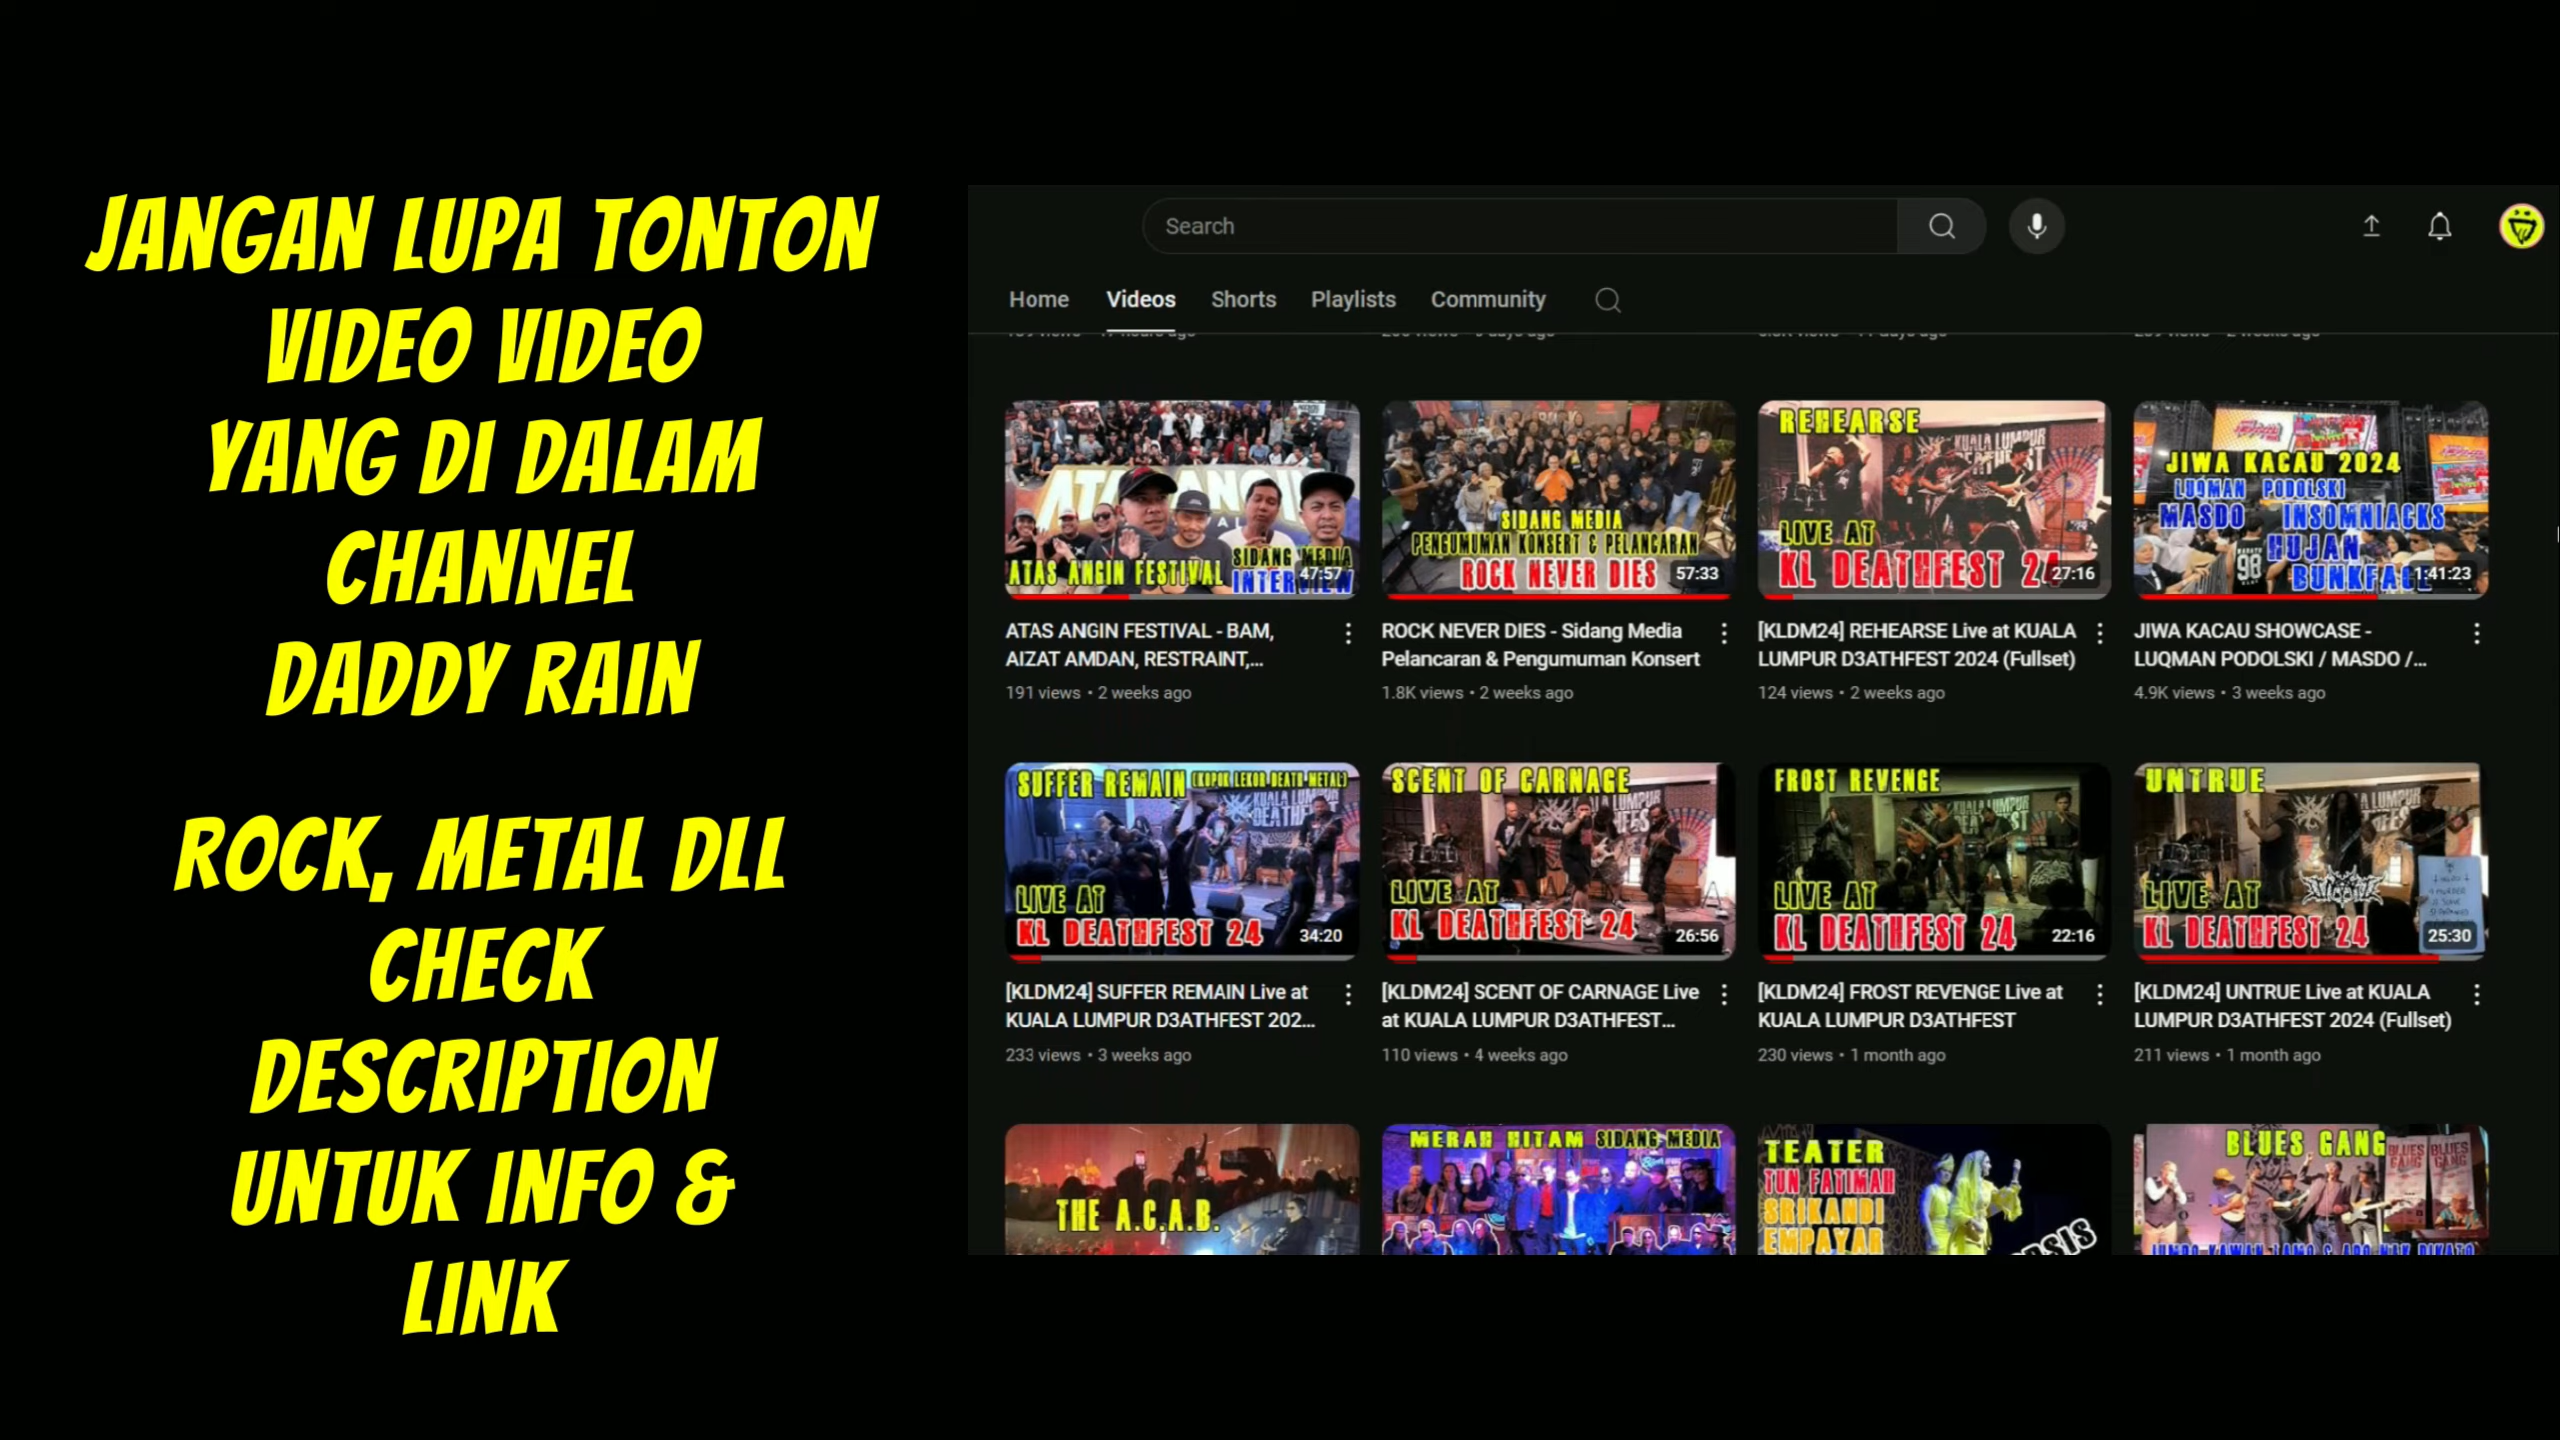 JANGAN LUPA TONTON
VIDEO VIDEO
YANG DI DALAM
CHANNEL
DADDY RAIN
ROCK, METAL DLL
CHECK
DESCRIPTION
UNTUK INFO &
LINK
Search
Home Videos Shorts Playlists Community
ATAS ANGIN FESTIVAL
SIDANG MEDIA
INTERVIEW
47:57
SIDANG MEDIA
PENGUMUMAN KONSERT & PELANCARAN
ROCK NEVER DIES
57:33
REHEARSE
LIVE AT
KL DEATHFEST 24
27:16
JIWA KACAU 2024
LUQMAN PODOLSKI
MASDO INSOMNIACKS
HUJAN
BUNKFACE
1:41:23
ATAS ANGIN FESTIVAL - BAM,
AIZAT AMDAN, RESTRAINT,...
191 views • 2 weeks ago
ROCK NEVER DIES - Sidang Media
Pelancaran & Pengumuman Konsert
1.8K views • 2 weeks ago
[KLDM24] REHEARSE Live at KUALA
LUMPUR D3ATHFEST 2024 (Fullset)
124 views • 2 weeks ago
JIWA KACAU SHOWCASE -
LUQMAN PODOLSKI / MASDO /...
4.9K views • 3 weeks ago
SUFFER REMAIN (KOPOK LEKOR DEATH METAL)
LIVE AT
KL DEATHFEST 24
34:20
SCENT OF CARNAGE
LIVE AT
KL DEATHFEST 24
26:56
FROST REVENGE
LIVE AT
KL DEATHFEST 24
22:16
UNTRUE
LIVE AT
KL DEATHFEST 24
25:30
[KLDM24] SUFFER REMAIN Live at
KUALA LUMPUR D3ATHFEST 202...
233 views • 3 weeks ago
[KLDM24] SCENT OF CARNAGE Live
at KUALA LUMPUR D3ATHFEST...
110 views • 4 weeks ago
[KLDM24] FROST REVENGE Live at
KUALA LUMPUR D3ATHFEST
230 views • 1 month ago
[KLDM24] UNTRUE Live at KUALA
LUMPUR D3ATHFEST 2024 (Fullset)
211 views • 1 month ago
THE A.C.A.B.
MERAH HITAM SIDANG MEDIA
TEATER
TUN FATIMAH
SRIKANDI
EMPAYAR
BLUES GANG